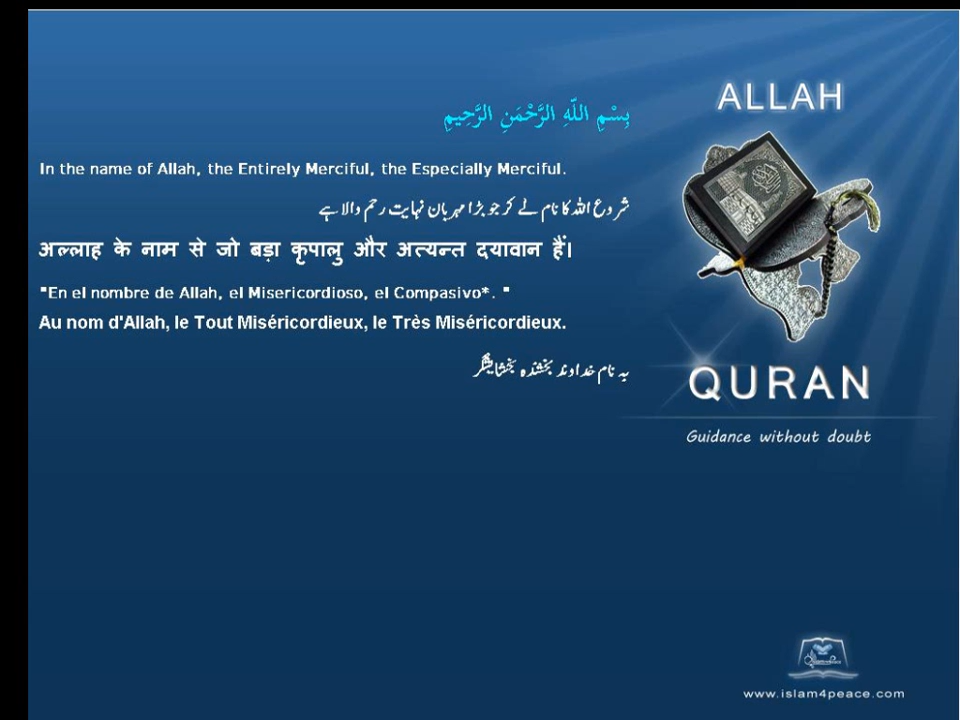 بِسْمِ اللَّهِ الرَّحْمَنِ الرَّحِيمِ
In the name of Allah, the Entirely Merciful, the Especially Merciful.
شروع اللہ کا نام لے کر جو بڑا مہربان نہایت رحم والا ہے
अल्लाह के नाम से जो बड़ा कृपालु और अत्यन्त दयावान हैं।
"En el nombre de Allah, el Misericordioso, el Compasivo*. "
Au nom d'Allah, le Tout Miséricordieux, le Très Miséricordieux.
به نام خداوند بخشنده بخشایشگر
ALLAH
QURAN
Guidance without doubt
www.islam4peace.com